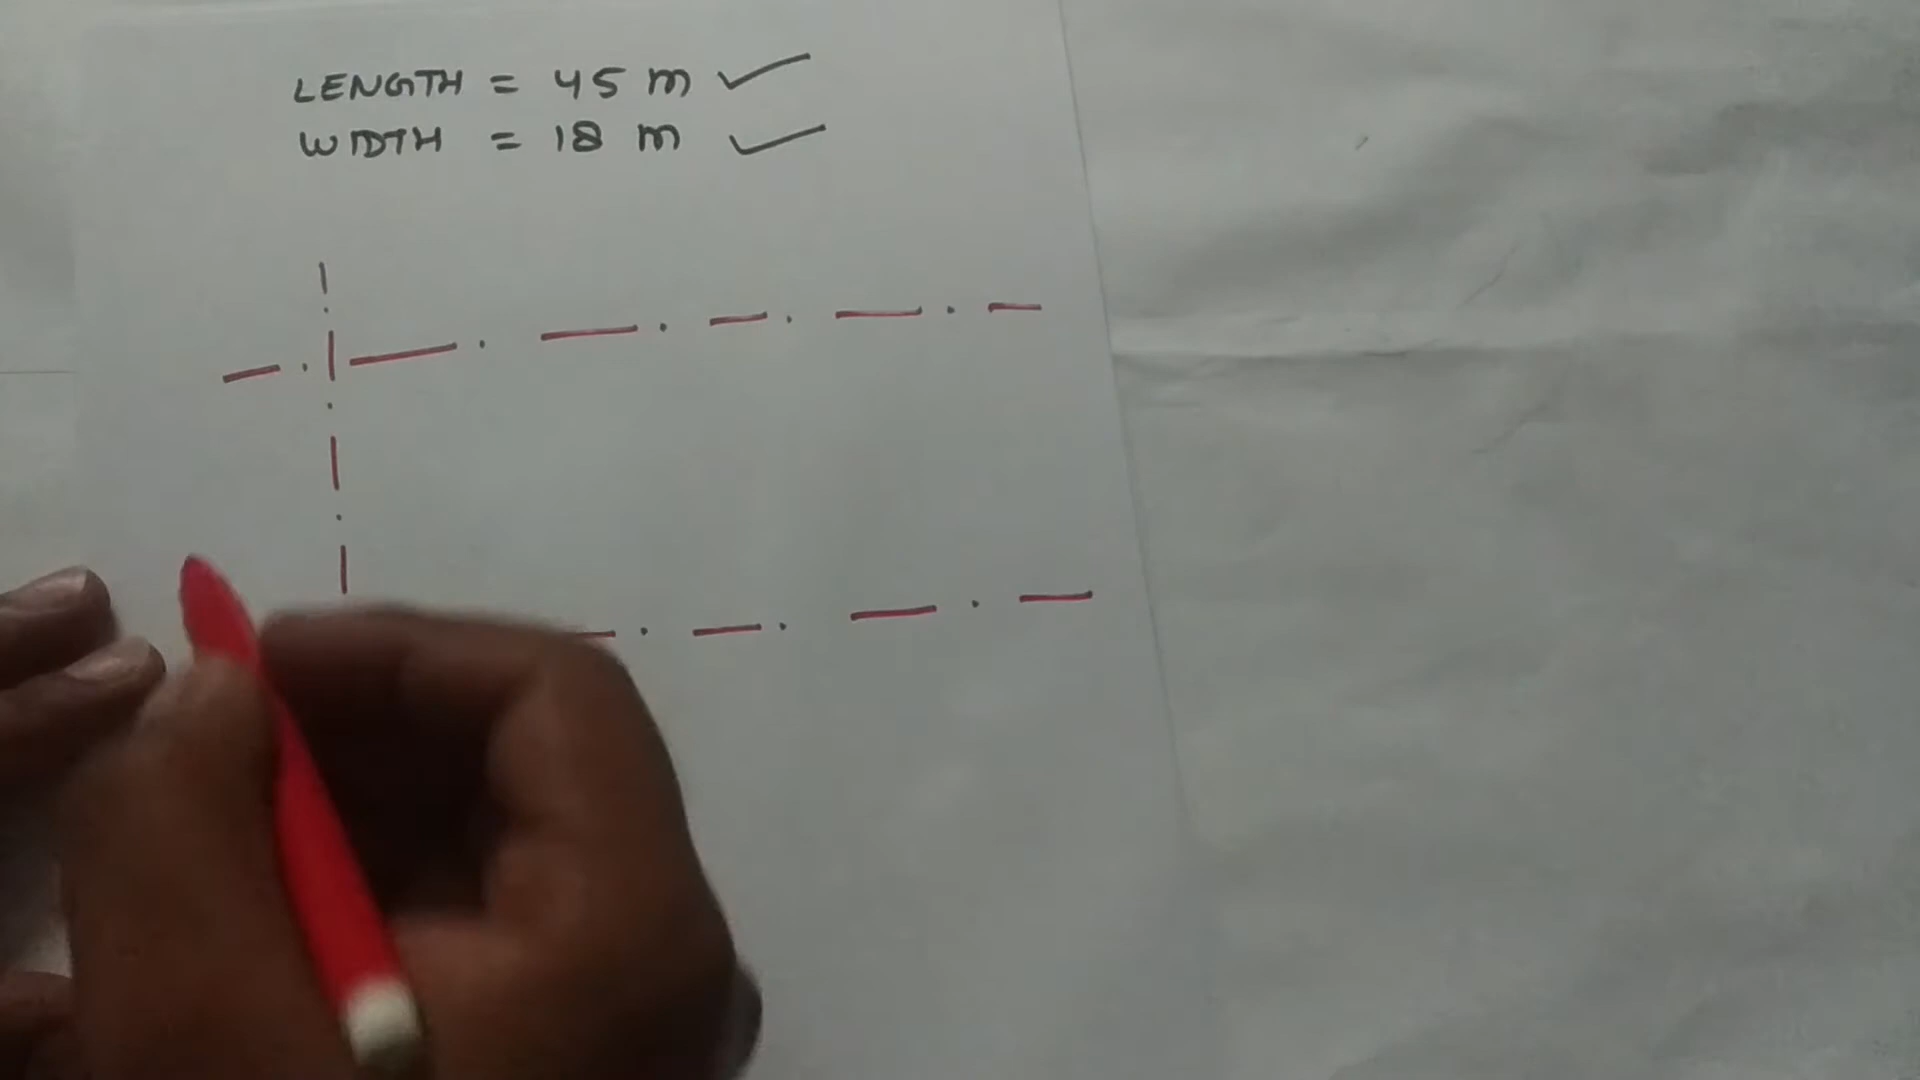 LENGTH = 45 m
WIDTH = 18 m